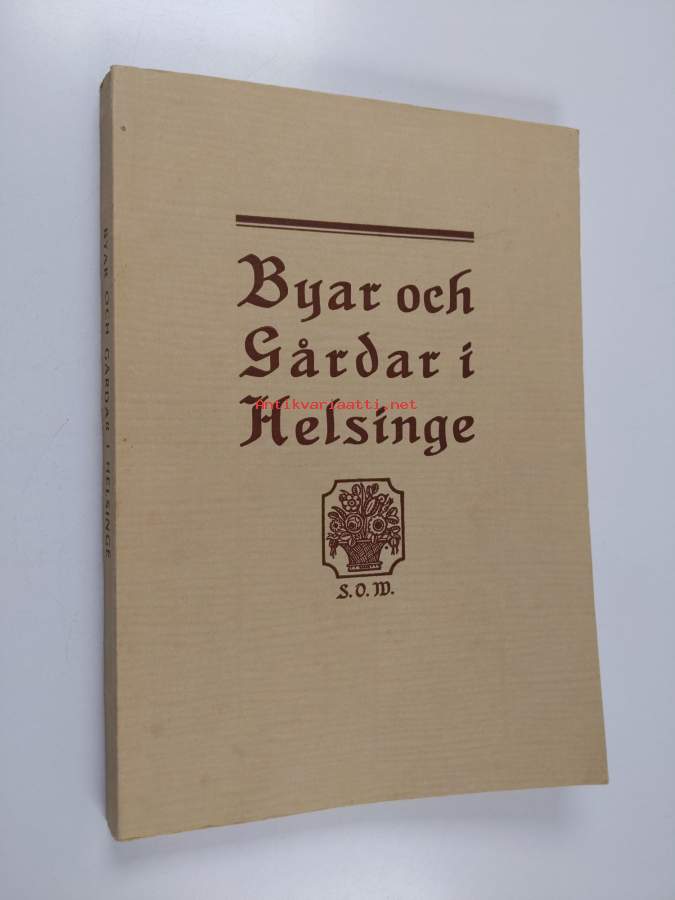 Byar och
Gårdar i
Antikvariaatti.net
Helsinge
S.O.W.
BYAR OCH GÅRDAR I HELSINGE